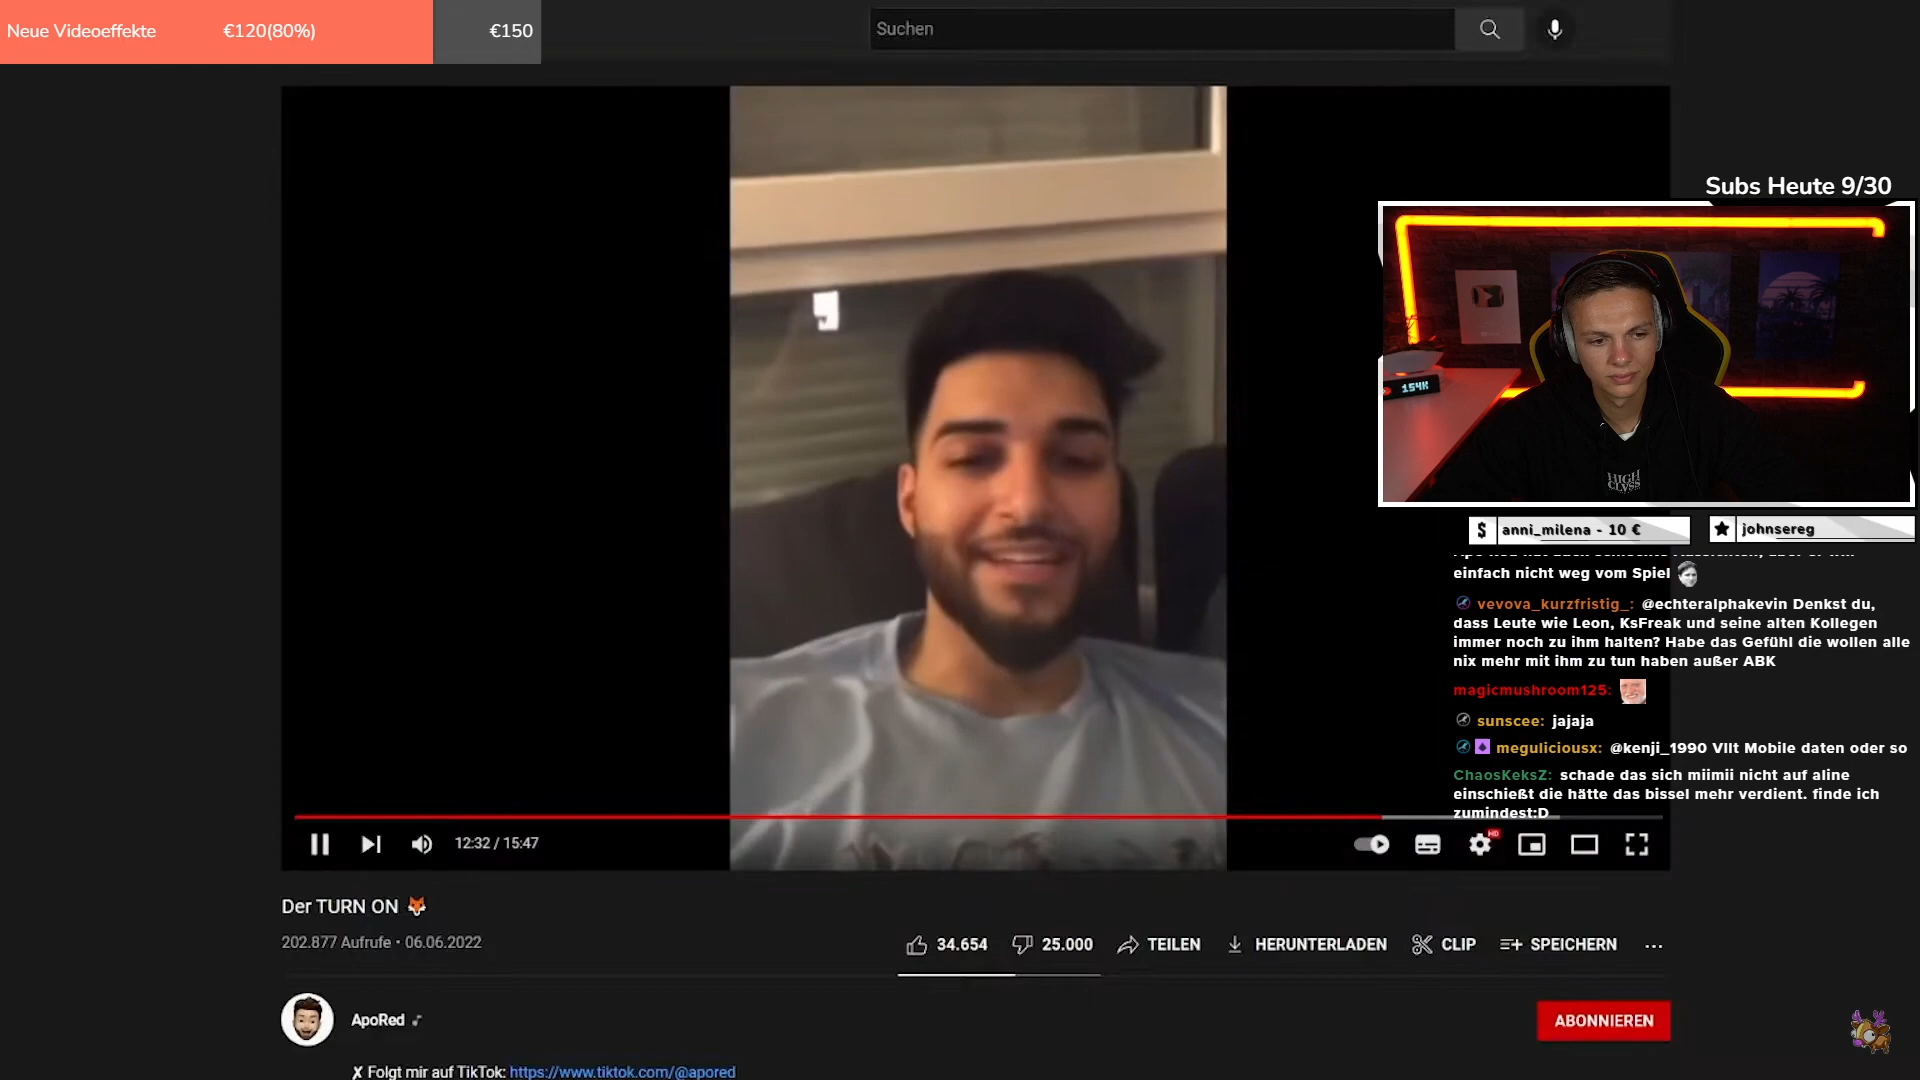 Neue Videoeffekte €120(80%) €150
Suchen
Subs Heute 9/30
154K
HIGH
CLVSS
$ anni_milena - 10 € johnsereg
einfach nicht weg vom Spiel
vevova_kurzfristig_: @echteralphakevin Denkst du,
dass Leute wie Leon, KsFreak und seine alten Kollegen
immer noch zu ihm halten? Habe das Gefühl die wollen alle
nix mehr mit ihm zu tun haben außer ABK
magicmushroom125:
sunscee: jajaja
meguliciousx: @kenji_1990 Vllt Mobile daten oder so
ChaosKeksZ: schade das sich miimii nicht auf aline
einschießt die hätte das bissel mehr verdient. finde ich
zumindest:D
12:32 / 15:47
HD
Der TURN ON
202.877 Aufrufe • 06.06.2022
34.654 25.000 TEILEN HERUNTERLADEN CLIP SPEICHERN ...
ApoRed
ABONNIEREN
✗ Folgt mir auf TikTok: https://www.tiktok.com/@apored